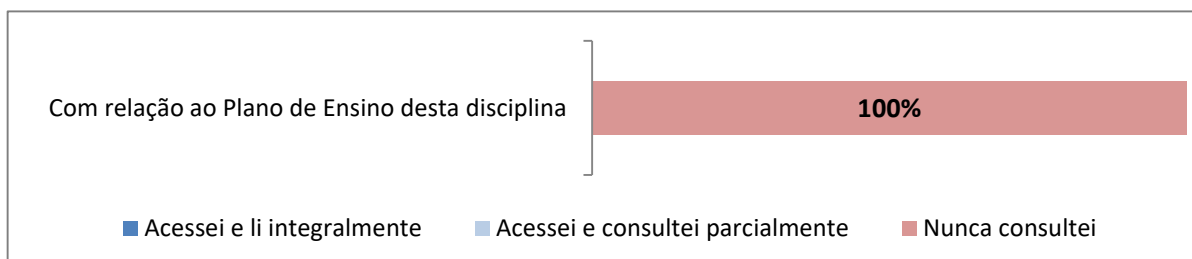 Com relação ao Plano de Ensino desta disciplina
100%
Acessei e li integralmente
Acessei e consultei parcialmente
Nunca consultei